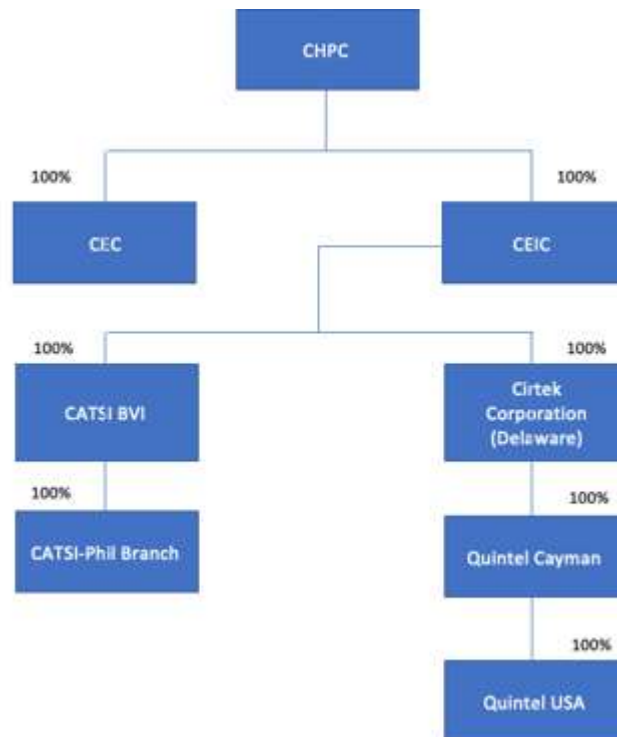 CHPC
100%
100%
CEC
CEIC
100%
100%
CATSI BVI
Cirtek
Corporation
(Delaware)
100%
100%
CATSI-Phil Branch
Quintel Cayman
100%
Quintel USA